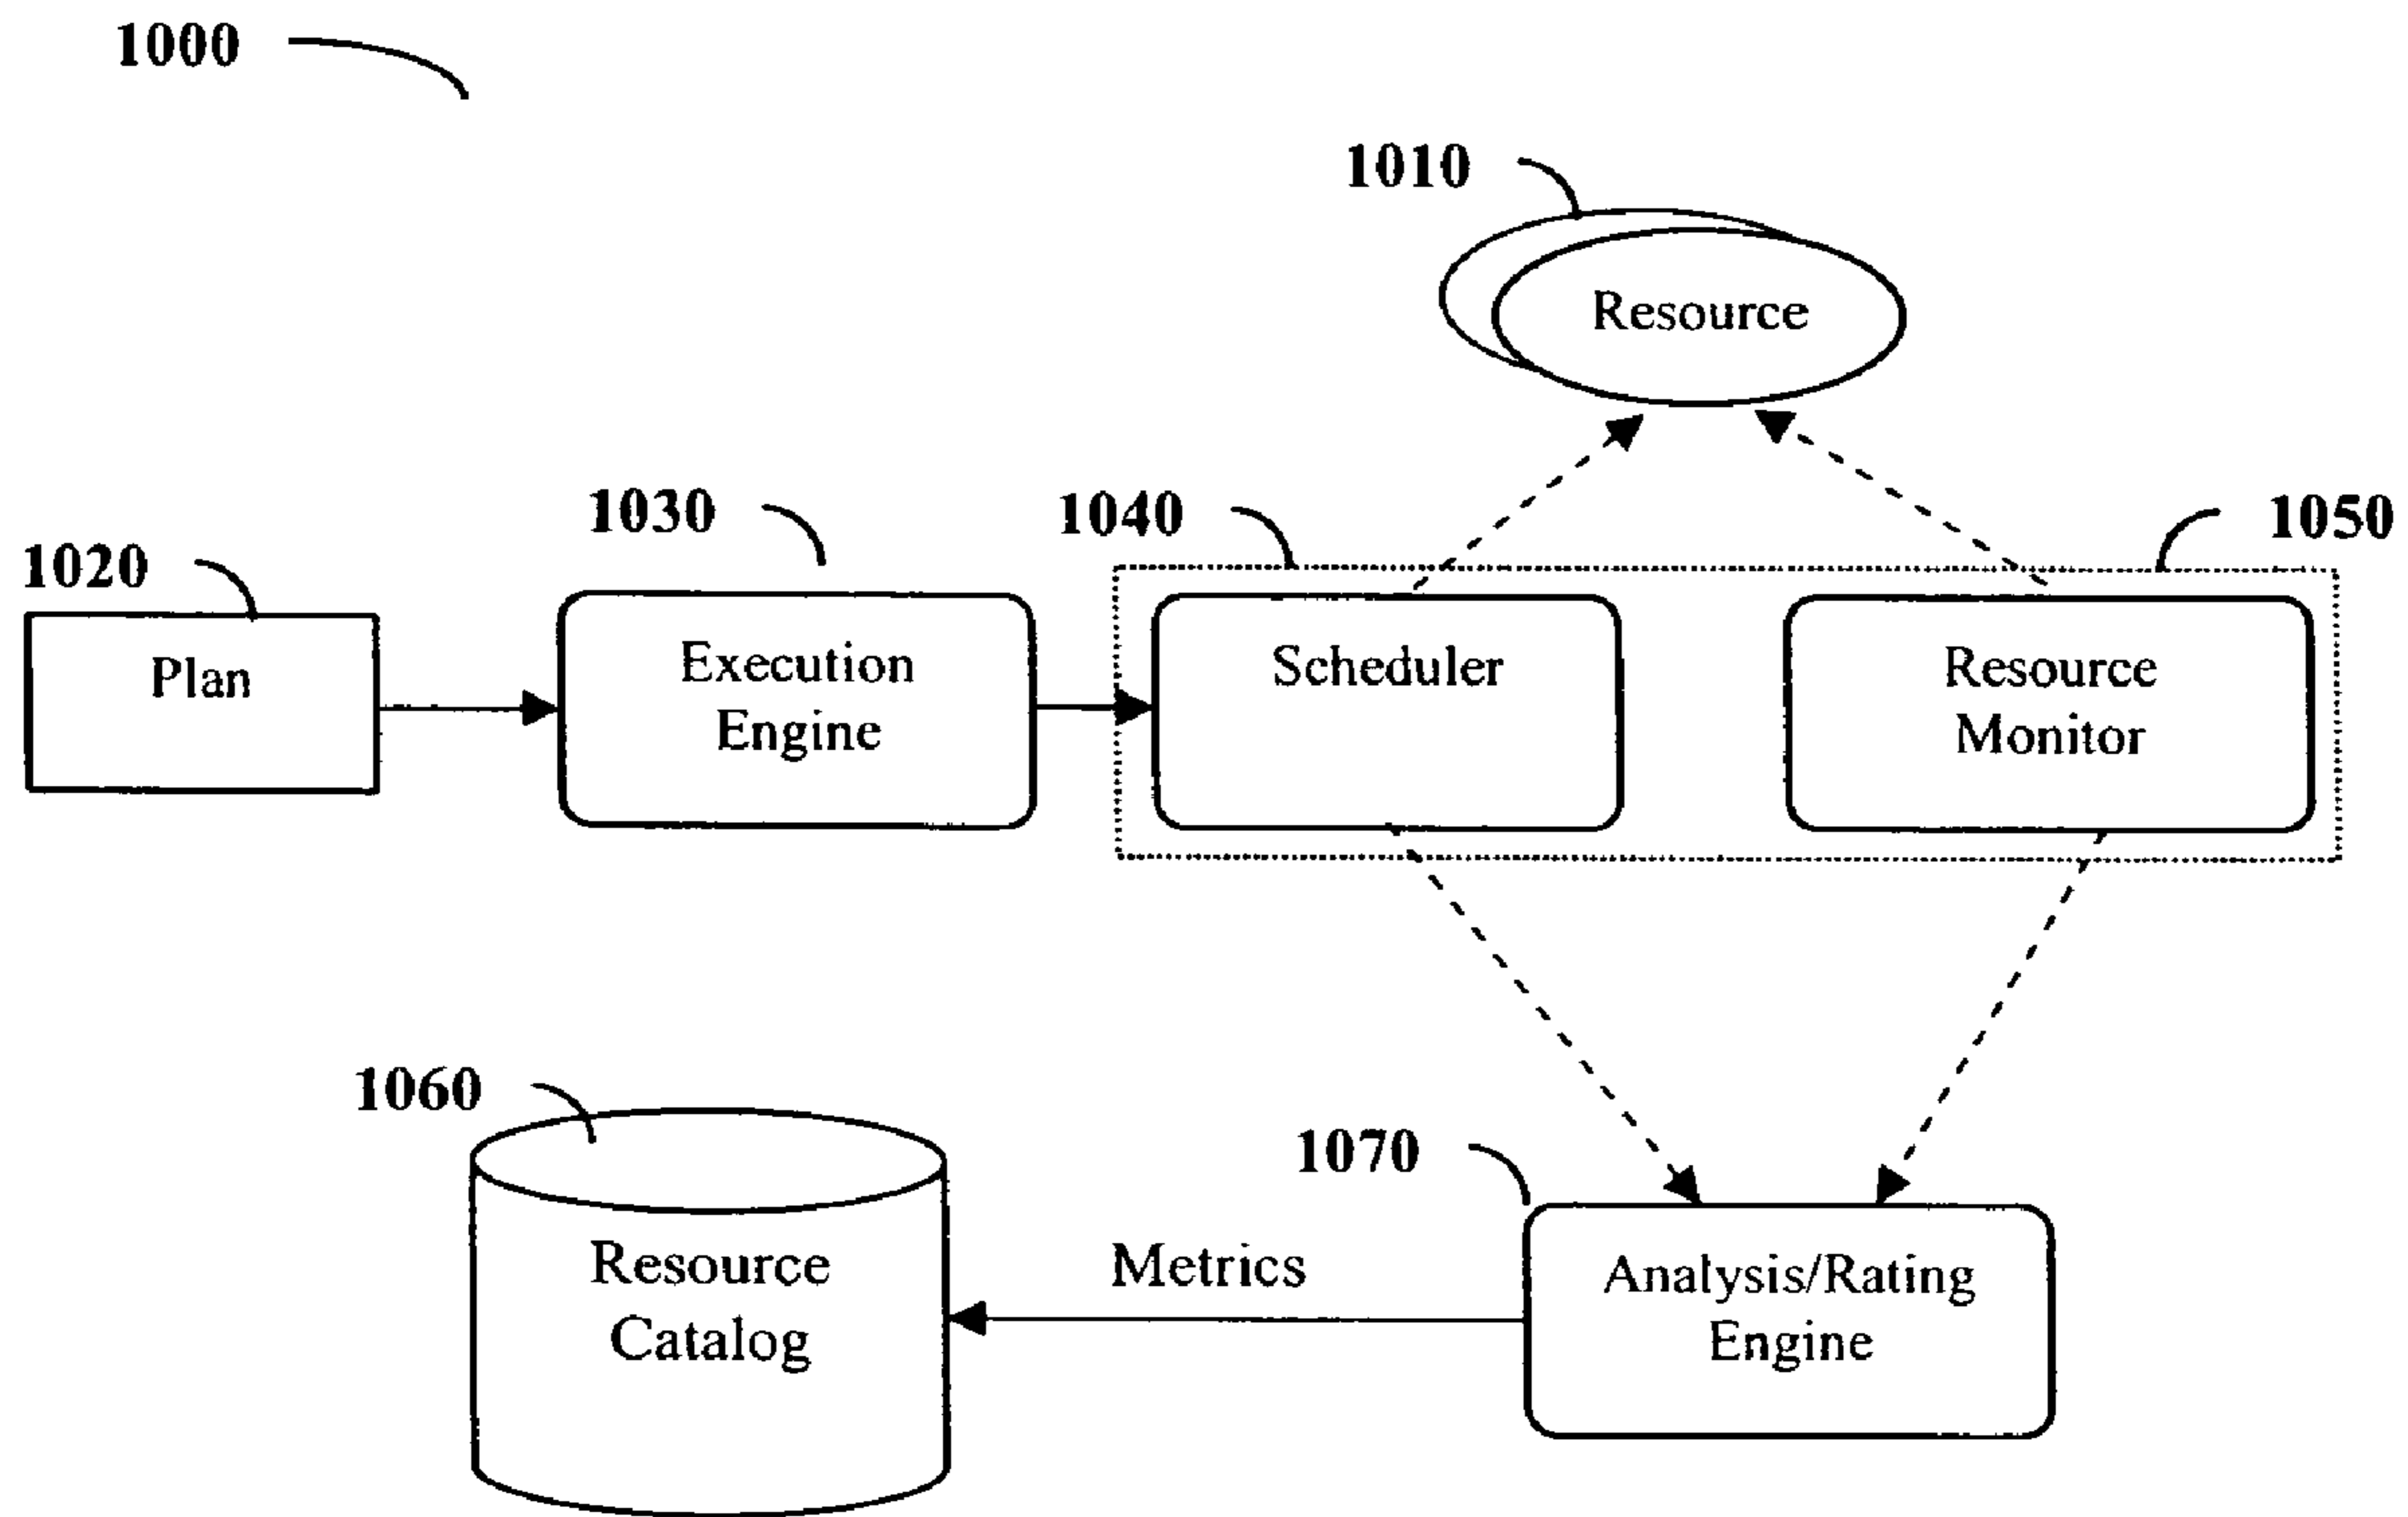 1000
1010
Resource
1020
1030
1040
1050
Plan
Execution
Engine
Scheduler
Resource
Monitor
1060
1070
Resource
Catalog
Metrics
Analysis/Rating
Engine